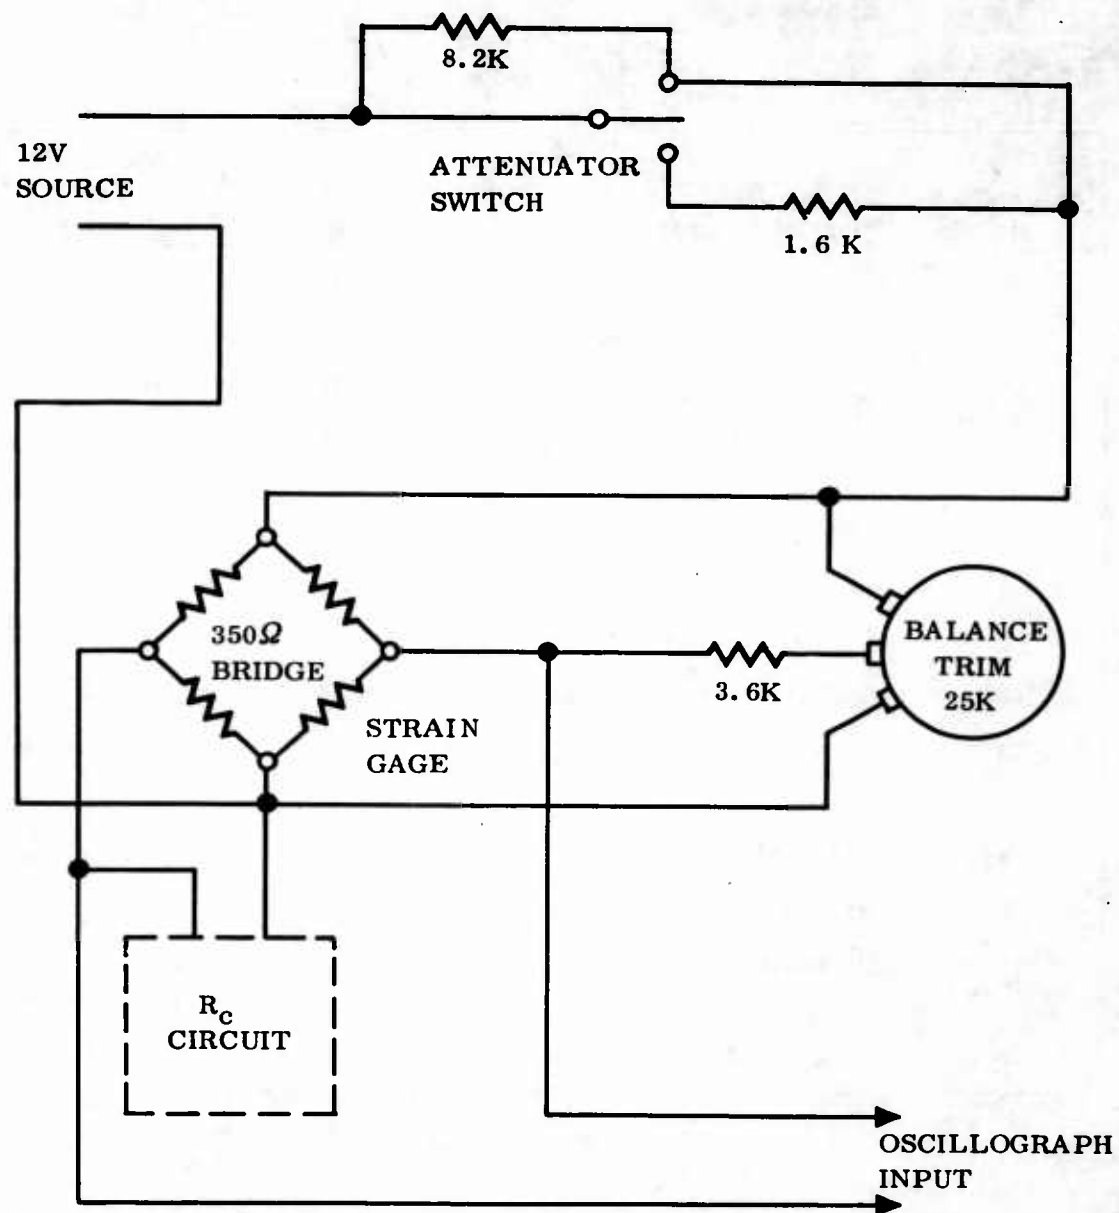 8.2K
12V
SOURCE
ATTENUATOR
SWITCH
1.6 K
350Ω
BRIDGE
STRAIN
GAGE
3.6K
BALANCE
TRIM
25K
Rc
CIRCUIT
OSCILLOGRAPH
INPUT